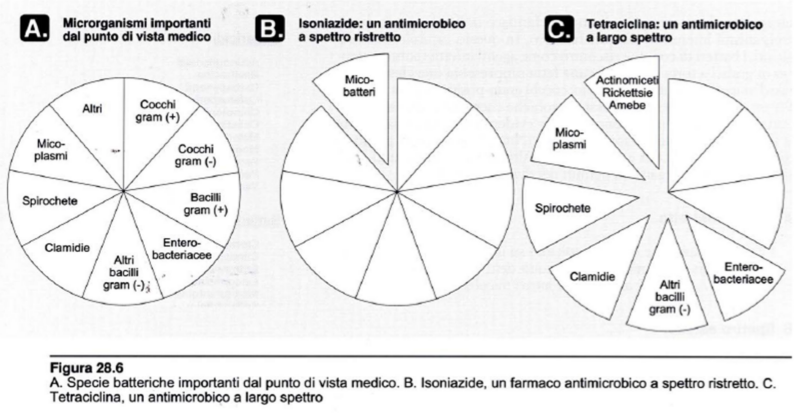 A. Microrganismi importanti
dal punto di vista medico
Altri
Cocchi
gram (+)
Cocchi
gram (-)
Bacilli
gram (+)
Entero-
bacteriacee
Altri
bacilli
gram (-)
Clamidie
Spirochete
Mico-
plasmi
B. Isoniazide: un antimicrobico
a spettro ristretto
Mico-
batteri
C. Tetraciclina: un antimicrobico
a largo spettro
Actinomiceti
Rickettsie
Amebe
Mico-
plasmi
Spirochete
Clamidie
Altri
bacilli
gram (-)
Entero-
bacteriacee
Figura 28.6
A. Specie batteriche importanti dal punto di vista medico. B. Isoniazide, un farmaco antimicrobico a spettro ristretto. C.
Tetraciclina, un antimicrobico a largo spettro